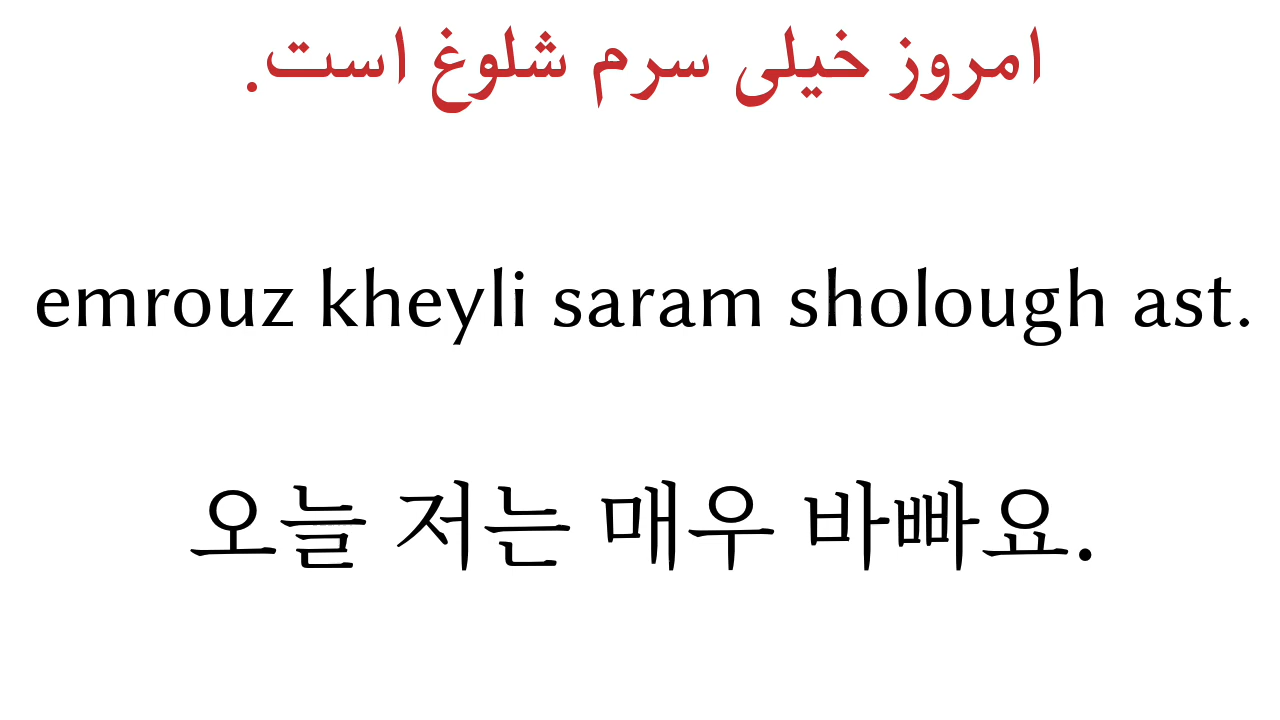 امروز خیلی سرم شلوغ است.
emrouz kheyli saram sholough ast.
오늘 저는 매우 바빠요.